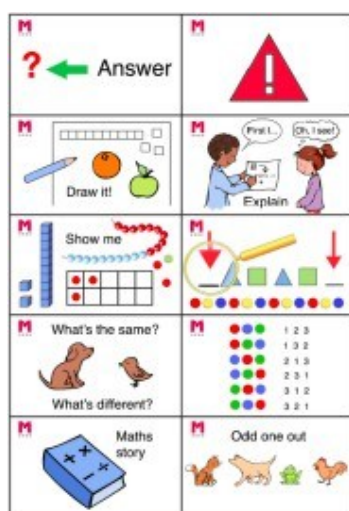 M
? Answer
M
!
M
Draw it!
M
First I...
Oh, I see!
Explain
M
Show me
M
M
What's the same?
What's different?
M
1 2 3
1 3 2
2 1 3
2 3 1
3 1 2
3 2 1
M
Maths
story
M
Odd one out